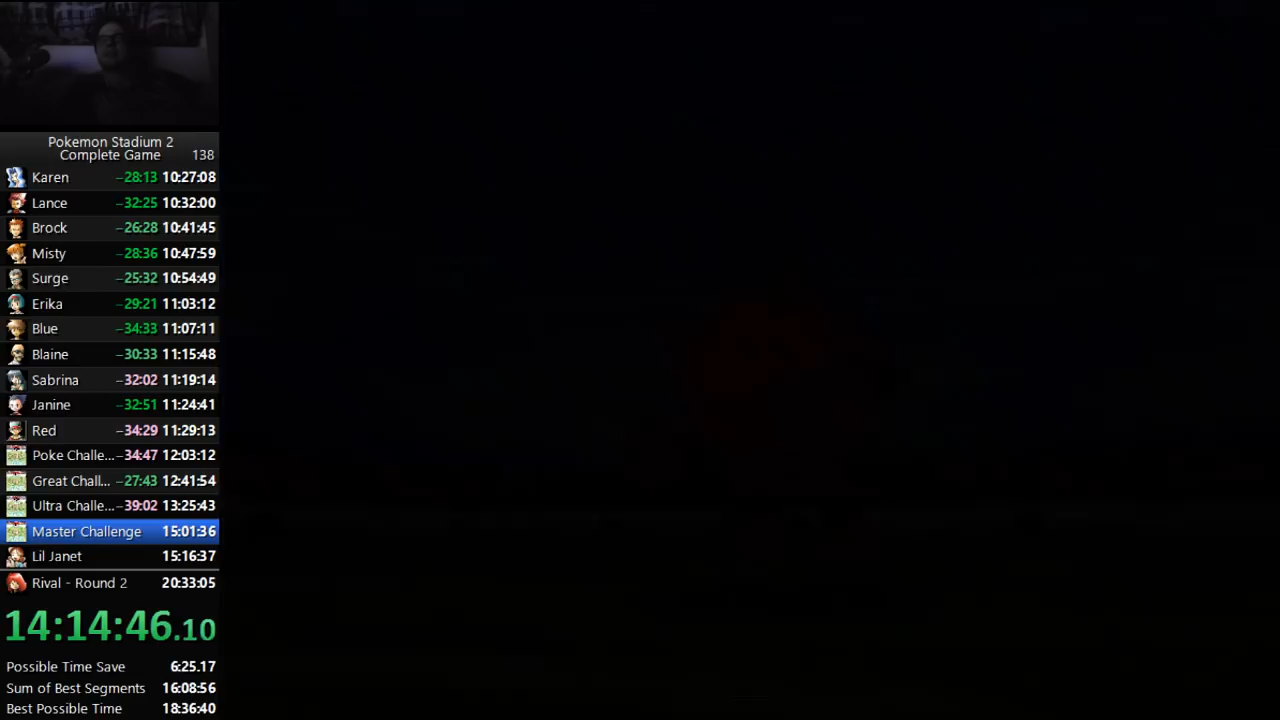 Pokemon Stadium 2
Complete Game 138
Karen −28:13 10:27:08
Lance −32:25 10:32:00
Brock −26:28 10:41:45
Misty −28:36 10:47:59
Surge −25:32 10:54:49
Erika −29:21 11:03:12
Blue −34:33 11:07:11
Blaine −30:33 11:15:48
Sabrina −32:02 11:19:14
Janine −32:51 11:24:41
Red −34:29 11:29:13
Poke Challe... −34:47 12:03:12
Great Chall... −27:43 12:41:54
Ultra Challe... −39:02 13:25:43
Master Challenge 15:01:36
Lil Janet 15:16:37
Rival - Round 2 20:33:05
14:14:46.10
Possible Time Save 6:25.17
Sum of Best Segments 16:08:56
Best Possible Time 18:36:40